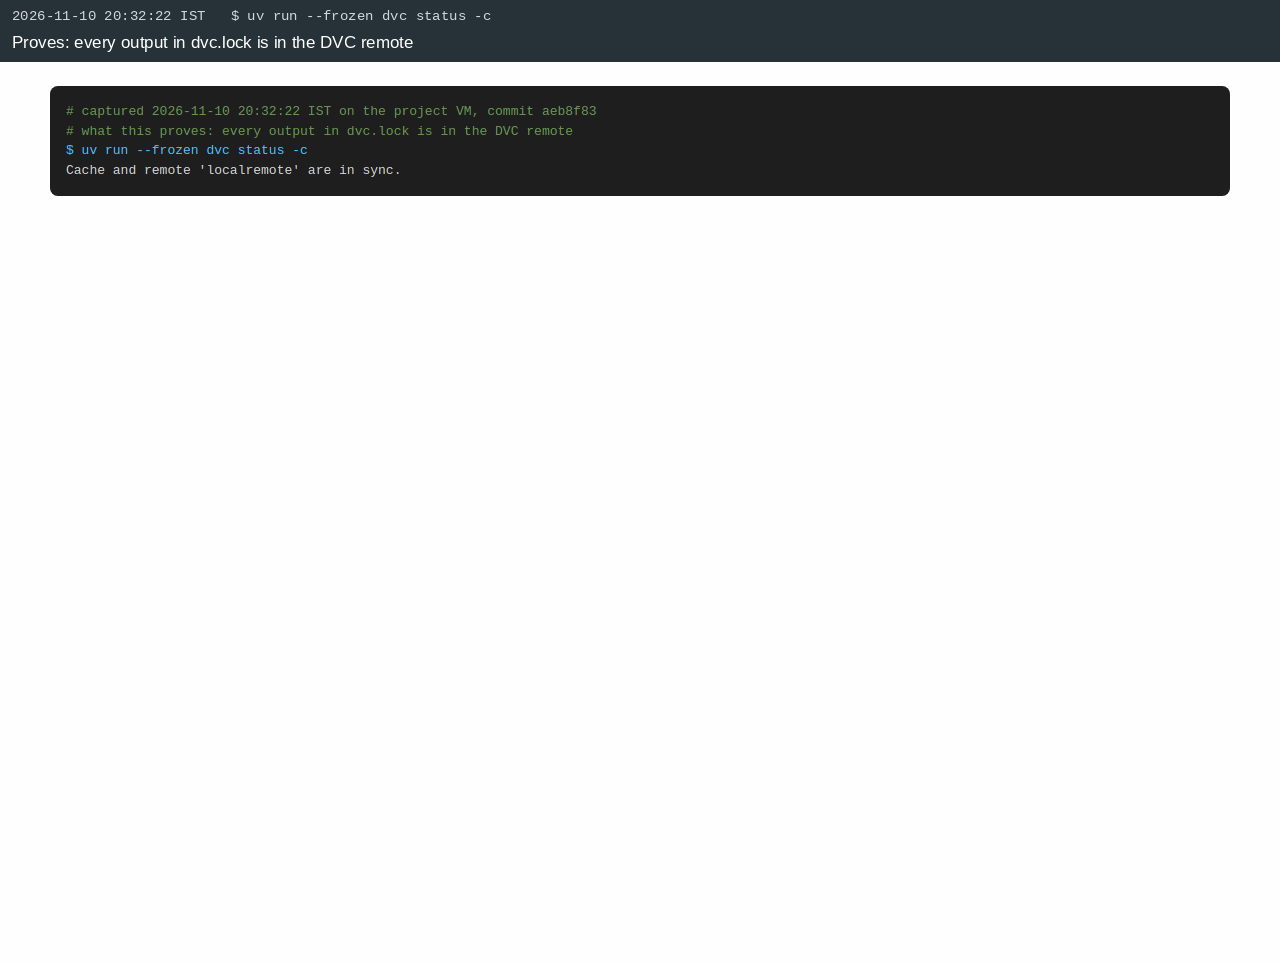 2026-11-10 20:32:22 IST   $ uv run --frozen dvc status -c
Proves: every output in dvc.lock is in the DVC remote
# captured 2026-11-10 20:32:22 IST on the project VM, commit aeb8f83
# what this proves: every output in dvc.lock is in the DVC remote
$ uv run --frozen dvc status -c
Cache and remote 'localremote' are in sync.